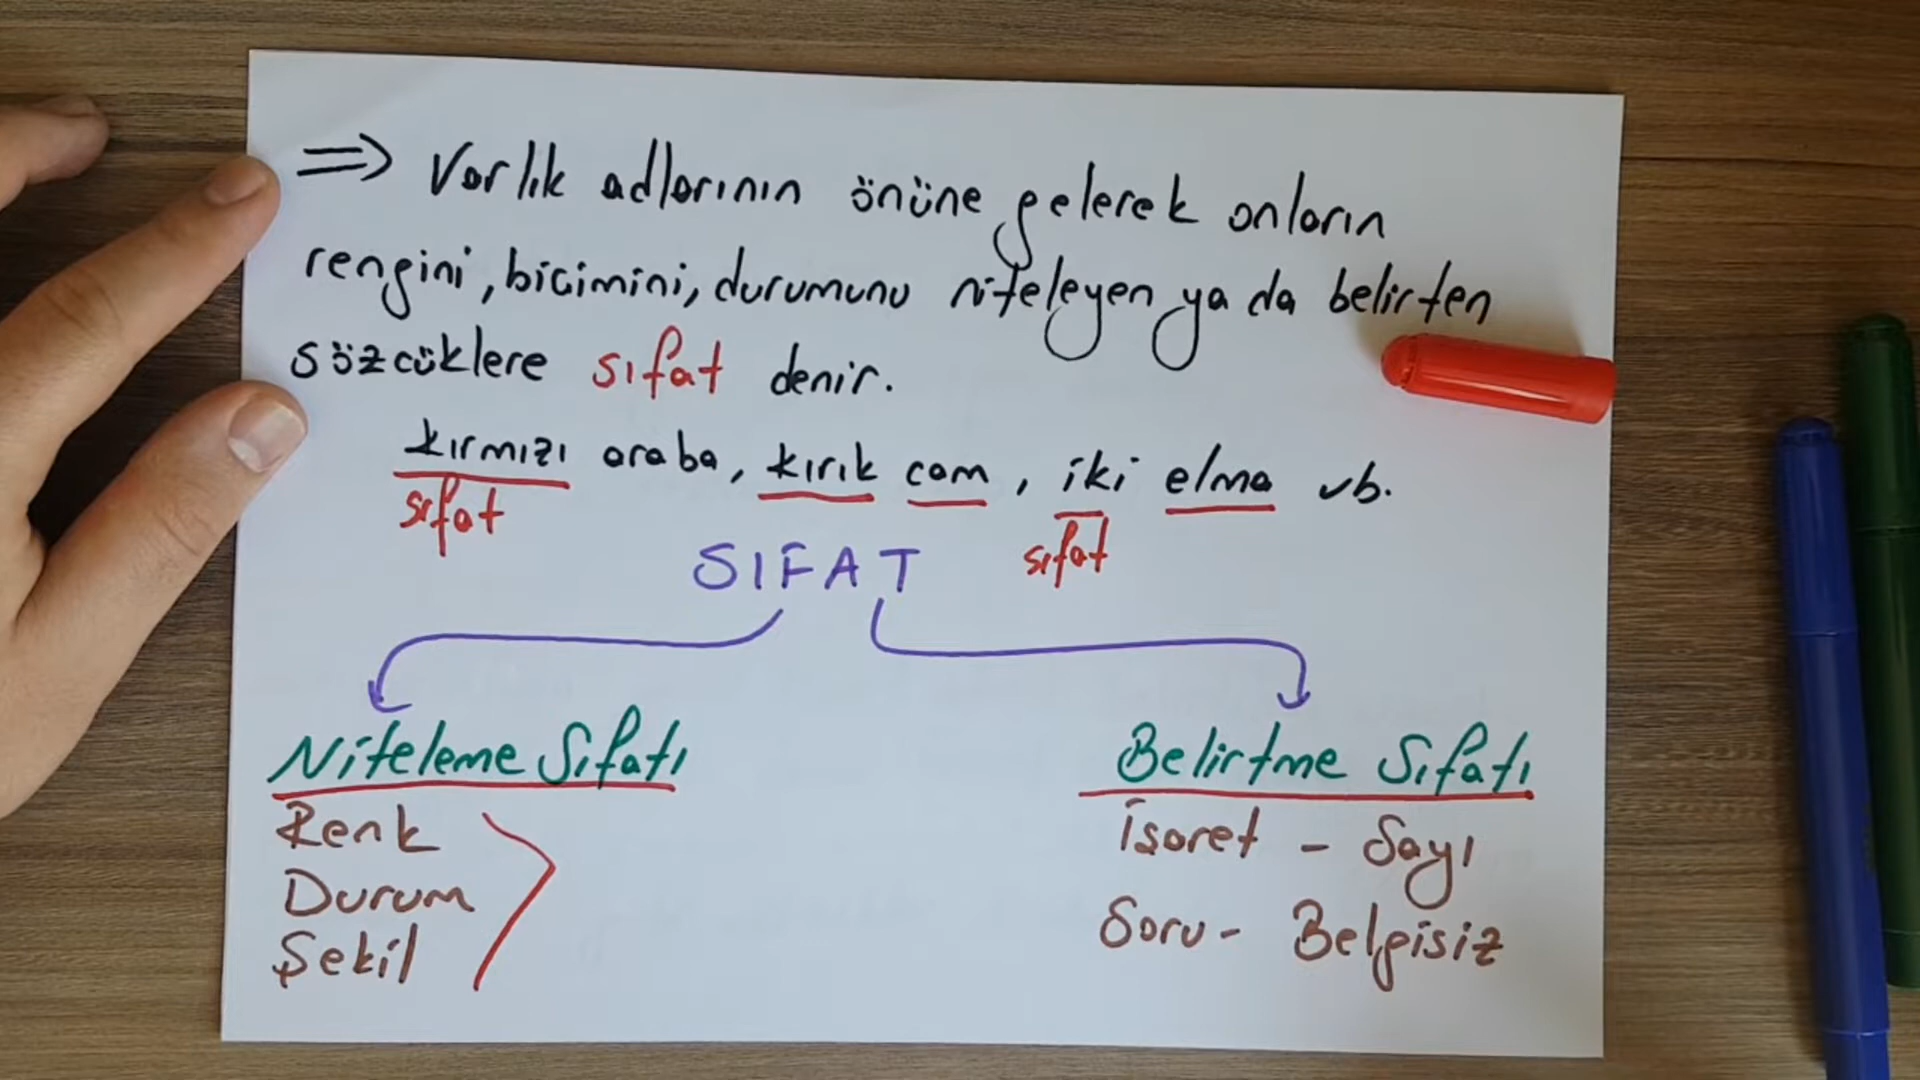 ⇒ Varlık adlarının önüne gelerek onların
rengini, biçimini, durumunu niteleyen ya da belirten
sözcüklere sıfat denir.
kırmızı araba, kırık cam, iki elma vb.
sıfat sıfat
SIFAT
Niteleme Sıfatı Belirtme Sıfatı
Renk İşaret - Sayı
Durum Soru - Belgisiz
Şekil